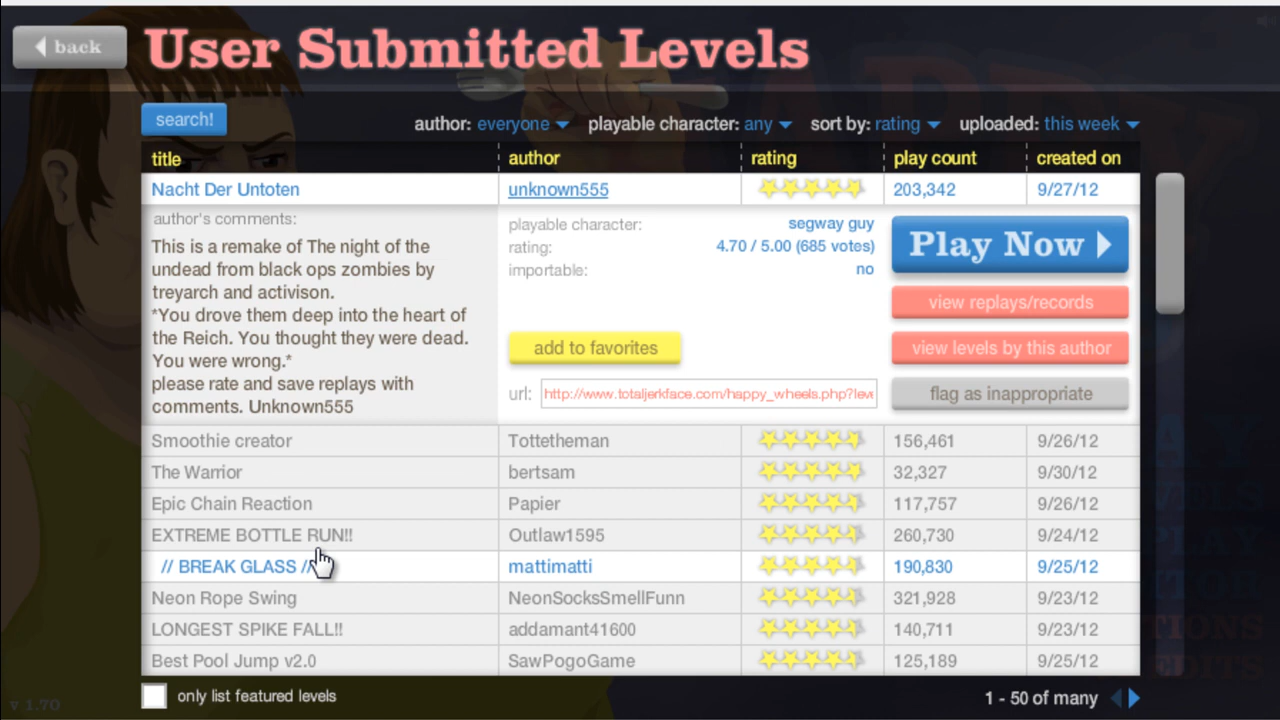 back
User Submitted Levels
search!
author: everyone playable character: any sort by: rating uploaded: this week
title author rating play count created on
Nacht Der Untoten unknown555 203,342 9/27/12
author's comments:
This is a remake of The night of the
undead from black ops zombies by
treyarch and activison.
*You drove them deep into the heart of
the Reich. You thought they were dead.
You were wrong.*
please rate and save replays with
comments. Unknown555
playable character: segway guy
rating: 4.70 / 5.00 (685 votes)
importable: no
add to favorites
url: http://www.totaljerkface.com/happy_wheels.php?leve
Play Now
view replays/records
view levels by this author
flag as inappropriate
Smoothie creator Tottetheman 156,461 9/26/12
The Warrior bertsam 32,327 9/30/12
Epic Chain Reaction Papier 117,757 9/26/12
EXTREME BOTTLE RUN!! Outlaw1595 260,730 9/24/12
// BREAK GLASS // mattimatti 190,830 9/25/12
Neon Rope Swing NeonSocksSmellFunn 321,928 9/23/12
LONGEST SPIKE FALL!! addamant41600 140,711 9/23/12
Best Pool Jump v2.0 SawPogoGame 125,189 9/25/12
only list featured levels
1 - 50 of many
v 1.70